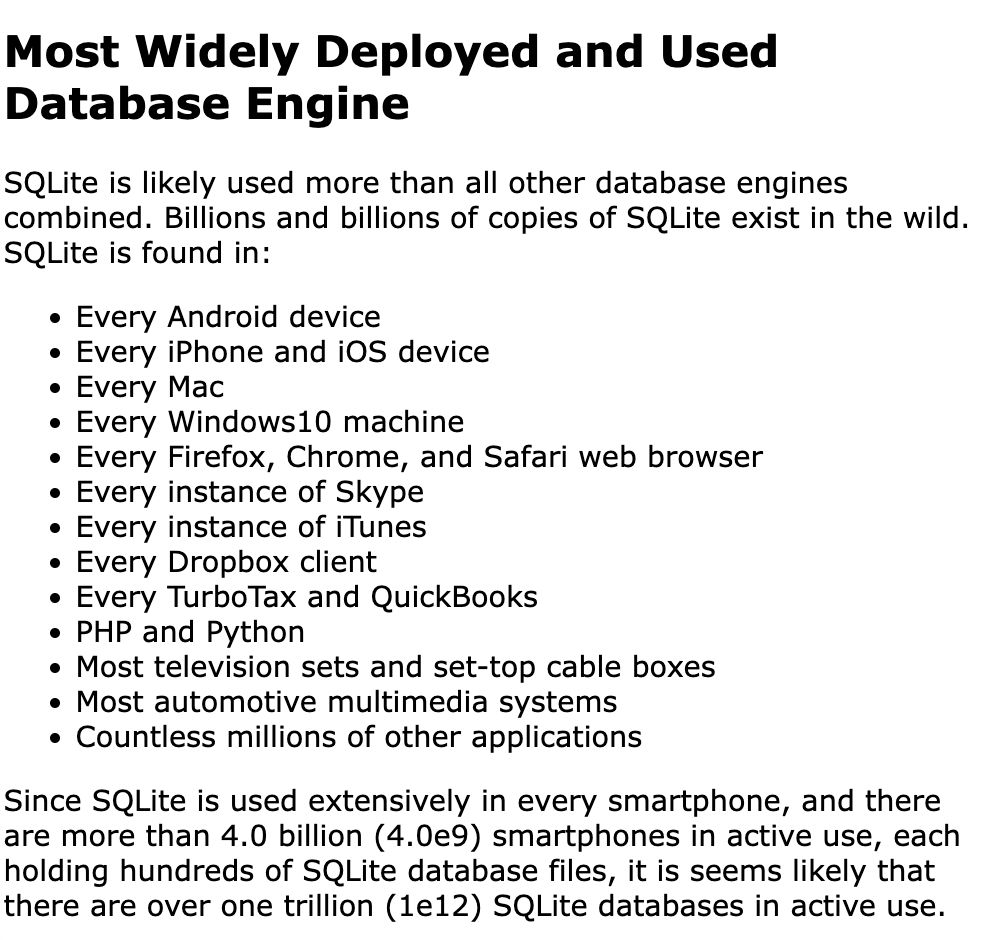 Most Widely Deployed and Used
Database Engine
SQLite is likely used more than all other database engines
combined. Billions and billions of copies of SQLite exist in the wild.
SQLite is found in:
• Every Android device
• Every iPhone and iOS device
• Every Mac
• Every Windows10 machine
• Every Firefox, Chrome, and Safari web browser
• Every instance of Skype
• Every instance of iTunes
• Every Dropbox client
• Every TurboTax and QuickBooks
• PHP and Python
• Most television sets and set-top cable boxes
• Most automotive multimedia systems
• Countless millions of other applications
Since SQLite is used extensively in every smartphone, and there
are more than 4.0 billion (4.0e9) smartphones in active use, each
holding hundreds of SQLite database files, it is seems likely that
there are over one trillion (1e12) SQLite databases in active use.